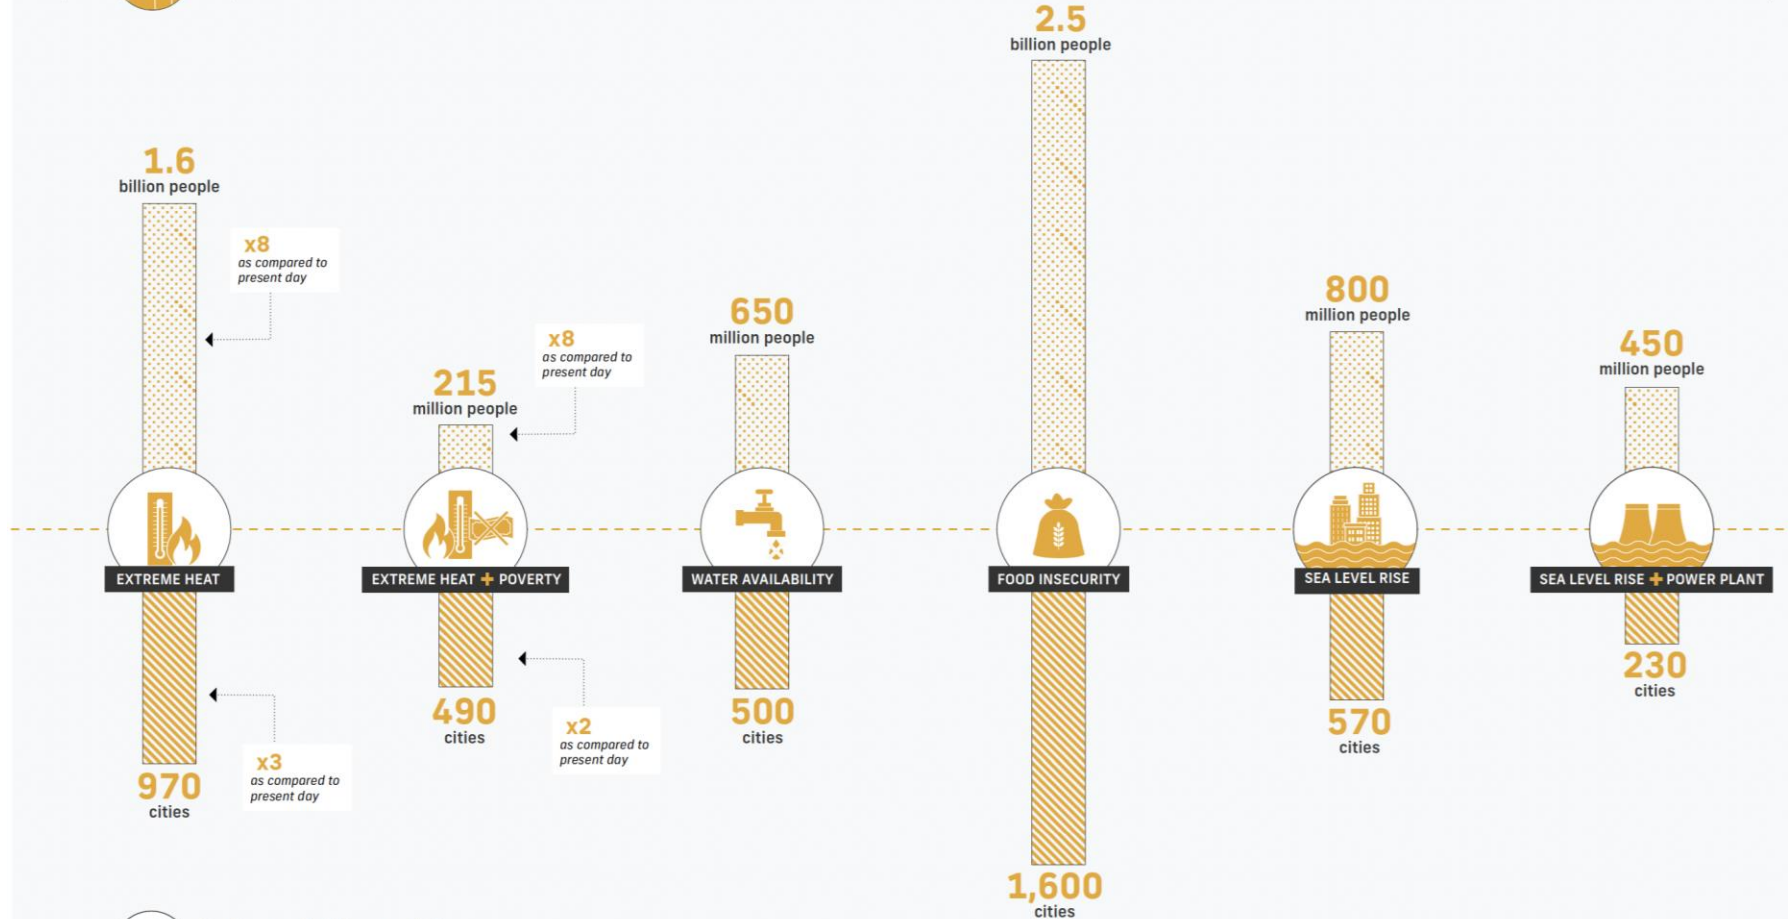 1.6
billion people
x8
as compared to
present day
EXTREME HEAT
x3
as compared to
present day
970
cities
215
million people
x8
as compared to
present day
EXTREME HEAT + POVERTY
x2
as compared to
present day
490
cities
650
million people
WATER AVAILABILITY
500
cities
2.5
billion people
FOOD INSECURITY
1,600
cities
800
million people
SEA LEVEL RISE
570
cities
450
million people
SEA LEVEL RISE + POWER PLANT
230
cities